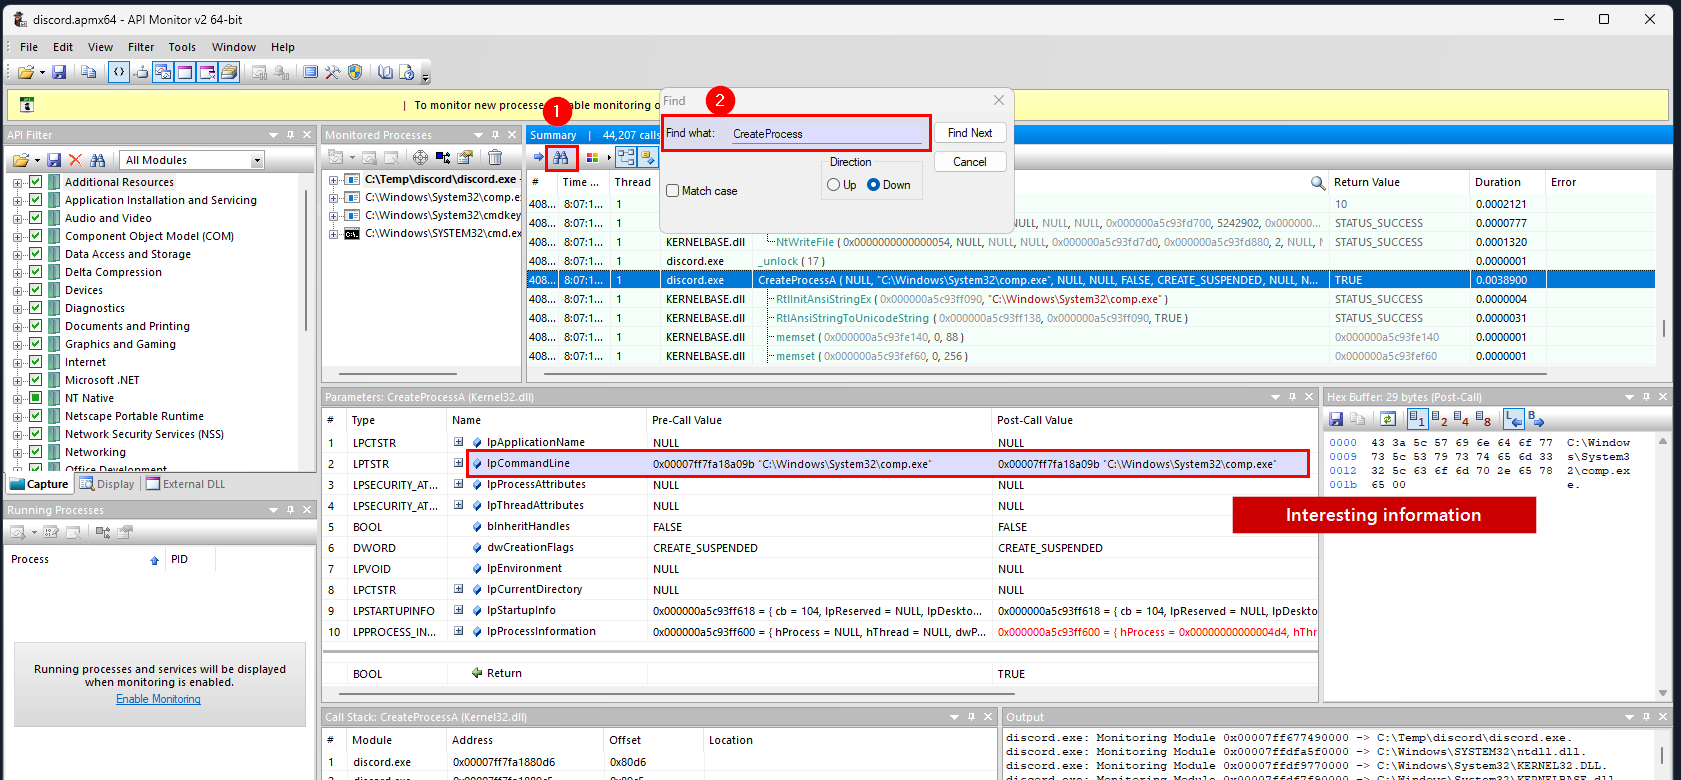 discord.apmx64 - API Monitor v2 64-bit
File Edit View Filter Tools Window Help
| To monitor new processes, enable monitoring o
API Filter
All Modules
Additional Resources
Application Installation and Servicing
Audio and Video
Component Object Model (COM)
Data Access and Storage
Delta Compression
Devices
Diagnostics
Documents and Printing
Graphics and Gaming
Internet
Microsoft .NET
NT Native
Netscape Portable Runtime
Network Security Services (NSS)
Networking
Office Development
Capture Display External DLL
Running Processes
Process PID
Running processes and services will be displayed
when monitoring is enabled.
Enable Monitoring
Monitored Processes
C:\Temp\discord\discord.exe -
C:\Windows\System32\comp.e
C:\Windows\System32\cmdkey
C:\Windows\SYSTEM32\cmd.ex
1
Summary | 44,207 calls
Find
2
Find what: CreateProcess
Find Next
Cancel
Match case
Direction
Up Down
# Time ... Thread Return Value Duration Error
408... 8:07:1... 1 10 0.0002121
408... 8:07:1... 1 NULL, NULL, NULL, 0x000000a5c93fd700, 5242902, 0x000000... STATUS_SUCCESS 0.0000777
408... 8:07:1... 1 KERNELBASE.dll NtWriteFile ( 0x0000000000000054, NULL, NULL, NULL, 0x000000a5c93fd7d0, 0x000000a5c93fd880, 2, NULL, N STATUS_SUCCESS 0.0001320
408... 8:07:1... 1 discord.exe _unlock ( 17 ) 0.0000001
408... 8:07:1... 1 discord.exe CreateProcessA ( NULL, "C:\Windows\System32\comp.exe", NULL, NULL, FALSE, CREATE_SUSPENDED, NULL, N... TRUE 0.0038900
408... 8:07:1... 1 KERNELBASE.dll RtlInitAnsiStringEx ( 0x000000a5c93ff090, "C:\Windows\System32\comp.exe" ) STATUS_SUCCESS 0.0000004
408... 8:07:1... 1 KERNELBASE.dll RtlAnsiStringToUnicodeString ( 0x000000a5c93ff138, 0x000000a5c93ff090, TRUE ) STATUS_SUCCESS 0.0000031
408... 8:07:1... 1 KERNELBASE.dll memset ( 0x000000a5c93fe140, 0, 88 ) 0x000000a5c93fe140 0.0000001
408... 8:07:1... 1 KERNELBASE.dll memset ( 0x000000a5c93fef60, 0, 256 ) 0x000000a5c93fef60 0.0000001
Parameters: CreateProcessA (Kernel32.dll)
# Type Name Pre-Call Value Post-Call Value
1 LPCTSTR lpApplicationName NULL NULL
2 LPTSTR lpCommandLine 0x00007ff7fa18a09b "C:\Windows\System32\comp.exe" 0x00007ff7fa18a09b "C:\Windows\System32\comp.exe"
3 LPSECURITY_AT... lpProcessAttributes NULL NULL
4 LPSECURITY_AT... lpThreadAttributes NULL NULL
5 BOOL bInheritHandles FALSE FALSE
6 DWORD dwCreationFlags CREATE_SUSPENDED CREATE_SUSPENDED
7 LPVOID lpEnvironment NULL NULL
8 LPCTSTR lpCurrentDirectory NULL NULL
9 LPSTARTUPINFO lpStartupInfo 0x000000a5c93ff618 = { cb = 104, lpReserved = NULL, lpDeskto... 0x000000a5c93ff618 = { cb = 104, lpReserved = NULL, lpDeskto
10 LPPROCESS_IN... lpProcessInformation 0x000000a5c93ff600 = { hProcess = NULL, hThread = NULL, dwP... 0x000000a5c93ff600 = { hProcess = 0x00000000000004d4, hThr
BOOL Return TRUE
Hex Buffer: 29 bytes (Post-Call)
1 2 4 8 L B
0000 43 3a 5c 57 69 6e 64 6f 77 C:\Window
0009 73 5c 53 79 73 74 65 6d 33 s\System3
0012 32 5c 63 6f 6d 70 2e 65 78 2\comp.ex
001b 65 00 e.
Interesting information
Call Stack: CreateProcessA (Kernel32.dll)
# Module Address Offset Location
1 discord.exe 0x00007ff7fa1880d6 0x80d6
Output
discord.exe: Monitoring Module 0x00007ff677490000 -> C:\Temp\discord\discord.exe.
discord.exe: Monitoring Module 0x00007ffdfa5f0000 -> C:\Windows\SYSTEM32\ntdll.dll.
discord.exe: Monitoring Module 0x00007ffdf9770000 -> C:\Windows\System32\KERNEL32.DLL.